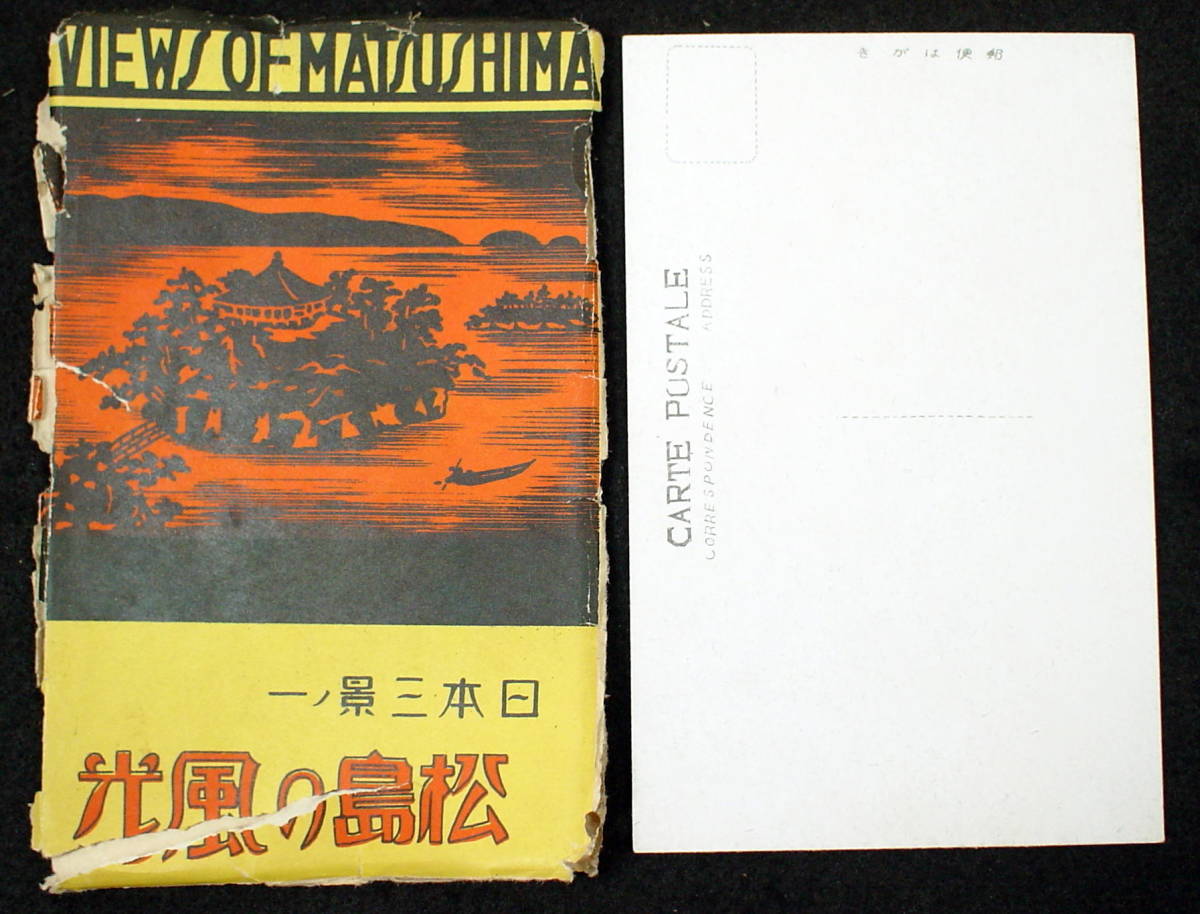 VIEWS OF MATSUSHIMA
日本三景ノ一
松島の風光
郵便はがき
CARTE POSTALE
CORRESPONDENCE ADDRESS